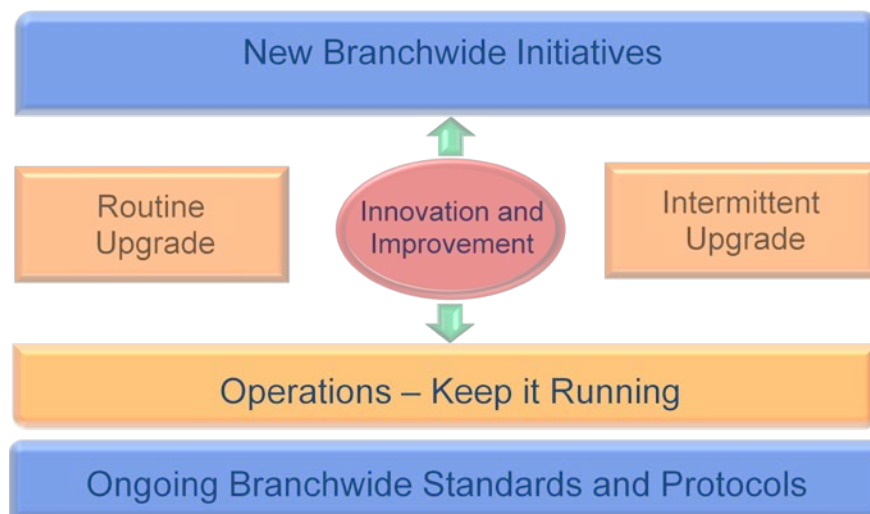 New Branchwide Initiatives
Routine
Upgrade
Innovation and
Improvement
Intermittent
Upgrade
Operations – Keep it Running
Ongoing Branchwide Standards and Protocols